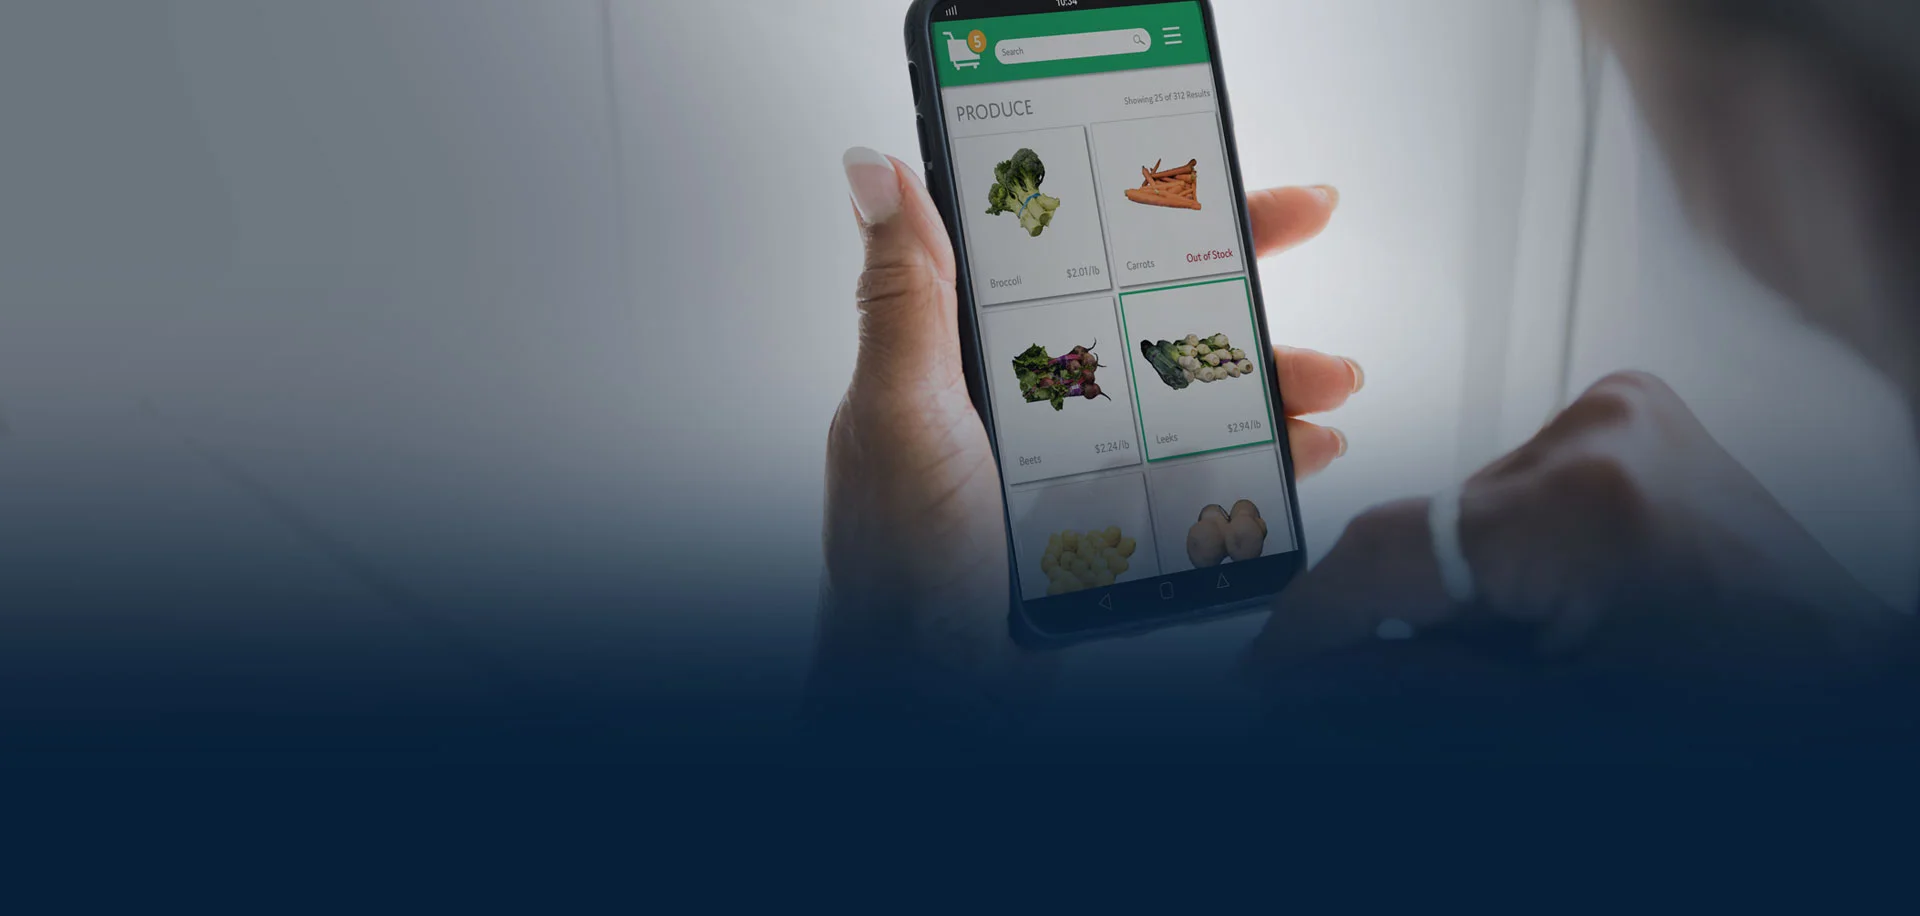 10:34
5
Search
PRODUCE
Showing 25 of 312 Results
Broccoli $2.01/lb
Carrots Out of Stock
Beets $2.24/lb
Leeks $2.94/lb